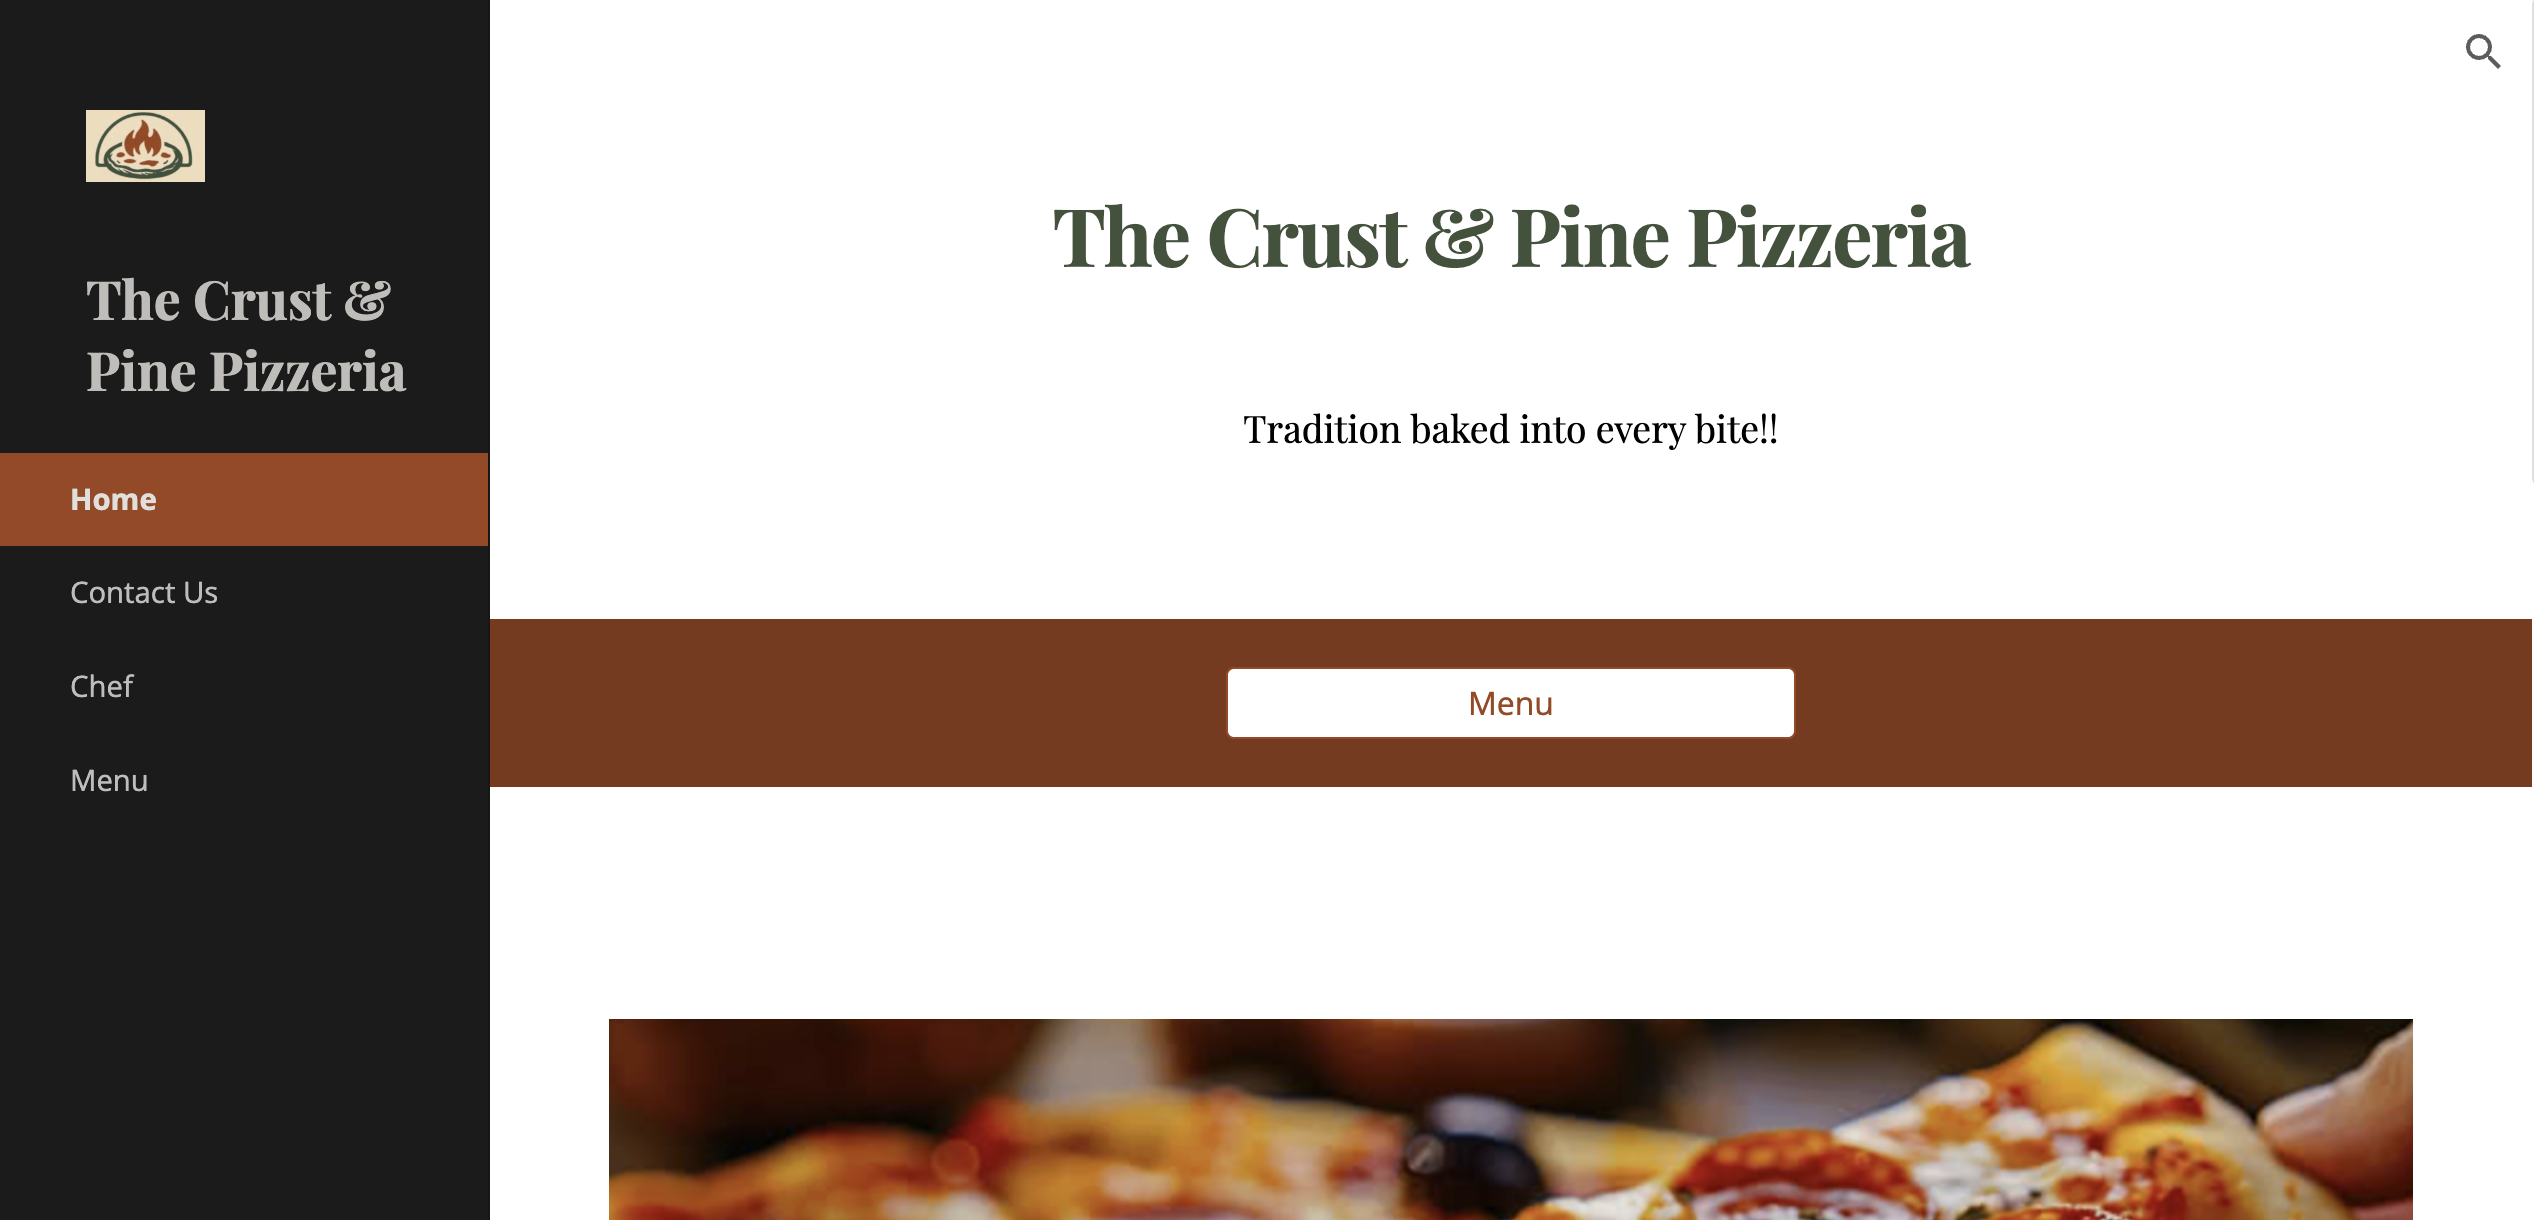 The Crust &
Pine Pizzeria
Home
Contact Us
Chef
Menu
The Crust & Pine Pizzeria
Tradition baked into every bite!!
Menu